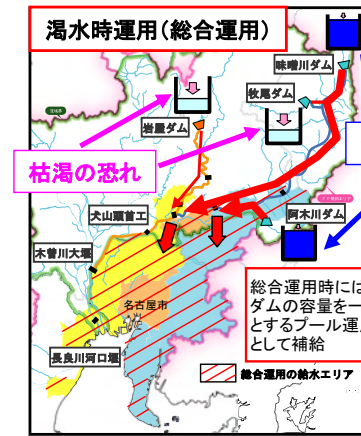 渇水時運用（総合運用）
味噌川ダム
牧尾ダム
岩屋ダム
枯渇の恐れ
犬山頭首工
阿木川ダム
木曽川大堰
名古屋市
総合運用時には
ダムの容量を一
とするプール運
として補給
長良川河口堰
総合運用の給水エリア